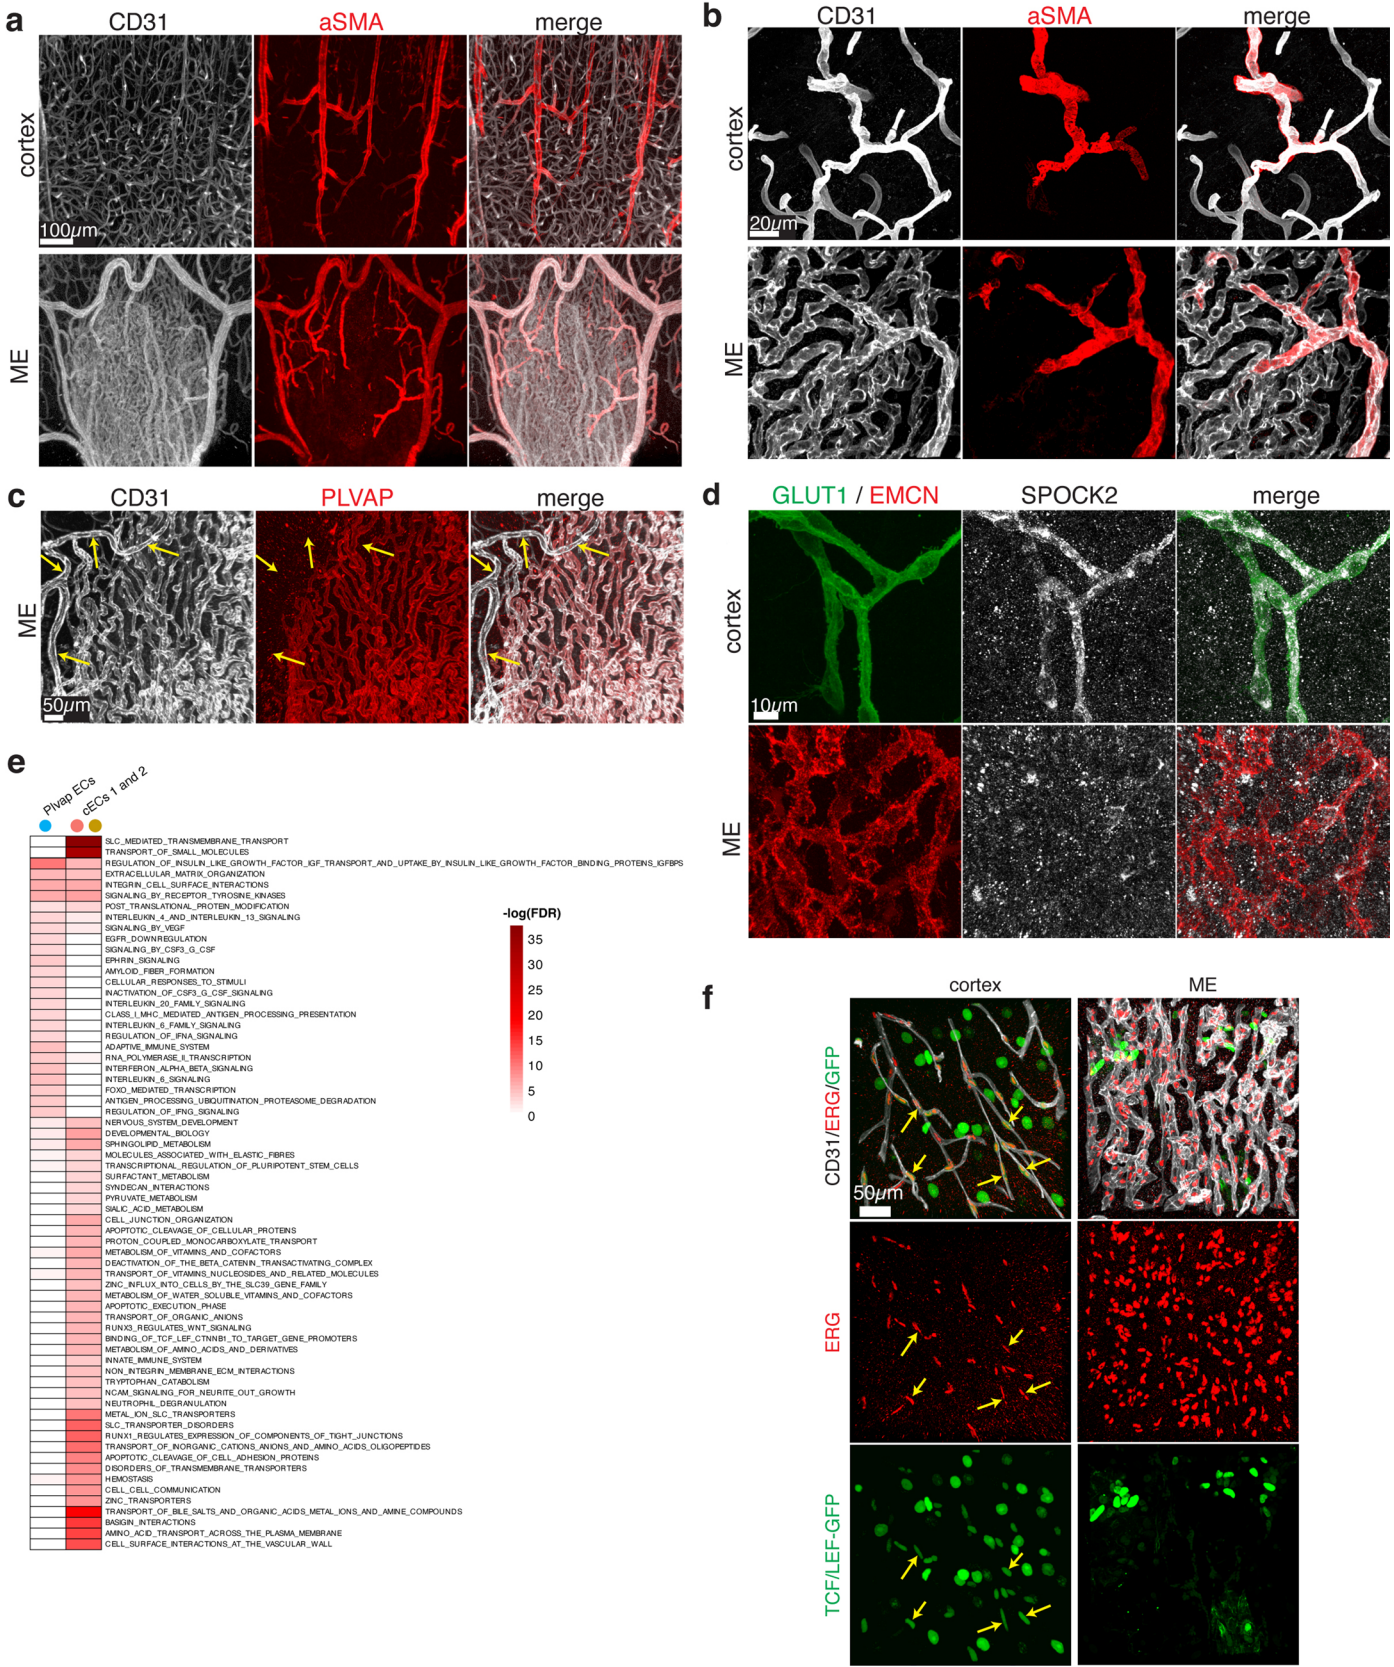 a
CD31
aSMA
merge
cortex
100µm
ME
b
CD31
aSMA
merge
cortex
20µm
ME
c
CD31
PLVAP
merge
ME
50µm
d
GLUT1 / EMCN
SPOCK2
merge
cortex
10µm
ME
e
Plvap ECs
cECs 1 and 2
SLC_MEDIATED_TRANSMEMBRANE_TRANSPORT
TRANSPORT_OF_SMALL_MOLECULES
REGULATION_OF_INSULIN_LIKE_GROWTH_FACTOR_IGF_TRANSPORT_AND_UPTAKE_BY_INSULIN_LIKE_GROWTH_FACTOR_BINDING_PROTEINS_IGFBPS
EXTRACELLULAR_MATRIX_ORGANIZATION
INTEGRIN_CELL_SURFACE_INTERACTIONS
SIGNALING_BY_RECEPTOR_TYROSINE_KINASES
POST_TRANSLATIONAL_PROTEIN_MODIFICATION
INTERLEUKIN_4_AND_INTERLEUKIN_13_SIGNALING
SIGNALING_BY_VEGF
EGFR_DOWNREGULATION
SIGNALING_BY_CSF3_G_CSF
EPHRIN_SIGNALING
AMYLOID_FIBER_FORMATION
CELLULAR_RESPONSES_TO_STIMULI
INACTIVATION_OF_CSF3_G_CSF_SIGNALING
INTERLEUKIN_20_FAMILY_SIGNALING
CLASS_I_MHC_MEDIATED_ANTIGEN_PROCESSING_PRESENTATION
INTERLEUKIN_6_FAMILY_SIGNALING
REGULATION_OF_IFNA_SIGNALING
ADAPTIVE_IMMUNE_SYSTEM
RNA_POLYMERASE_II_TRANSCRIPTION
INTERFERON_ALPHA_BETA_SIGNALING
INTERLEUKIN_6_SIGNALING
FOXO_MEDIATED_TRANSCRIPTION
ANTIGEN_PROCESSING_UBIQUITINATION_PROTEASOME_DEGRADATION
REGULATION_OF_IFNG_SIGNALING
NERVOUS_SYSTEM_DEVELOPMENT
DEVELOPMENTAL_BIOLOGY
SPHINGOLIPID_METABOLISM
MOLECULES_ASSOCIATED_WITH_ELASTIC_FIBRES
TRANSCRIPTIONAL_REGULATION_OF_PLURIPOTENT_STEM_CELLS
SURFACTANT_METABOLISM
SYNDECAN_INTERACTIONS
PYRUVATE_METABOLISM
SIALIC_ACID_METABOLISM
CELL_JUNCTION_ORGANIZATION
APOPTOTIC_CLEAVAGE_OF_CELLULAR_PROTEINS
PROTON_COUPLED_MONOCARBOXYLATE_TRANSPORT
METABOLISM_OF_VITAMINS_AND_COFACTORS
DEACTIVATION_OF_THE_BETA_CATENIN_TRANSACTIVATING_COMPLEX
TRANSPORT_OF_VITAMINS_NUCLEOSIDES_AND_RELATED_MOLECULES
ZINC_INFLUX_INTO_CELLS_BY_THE_SLC39_GENE_FAMILY
METABOLISM_OF_WATER_SOLUBLE_VITAMINS_AND_COFACTORS
APOPTOTIC_EXECUTION_PHASE
TRANSPORT_OF_ORGANIC_ANIONS
RUNX3_REGULATES_WNT_SIGNALING
BINDING_OF_TCF_LEF_CTNNB1_TO_TARGET_GENE_PROMOTERS
METABOLISM_OF_AMINO_ACIDS_AND_DERIVATIVES
INNATE_IMMUNE_SYSTEM
NON_INTEGRIN_MEMBRANE_ECM_INTERACTIONS
TRYPTOPHAN_CATABOLISM
NCAM_SIGNALING_FOR_NEURITE_OUT_GROWTH
NEUTROPHIL_DEGRANULATION
METAL_ION_SLC_TRANSPORTERS
SLC_TRANSPORTER_DISORDERS
RUNX1_REGULATES_EXPRESSION_OF_COMPONENTS_OF_TIGHT_JUNCTIONS
TRANSPORT_OF_INORGANIC_CATIONS_ANIONS_AND_AMINO_ACIDS_OLIGOPEPTIDES
APOPTOTIC_CLEAVAGE_OF_CELL_ADHESION_PROTEINS
DISORDERS_OF_TRANSMEMBRANE_TRANSPORTERS
HEMOSTASIS
CELL_CELL_COMMUNICATION
ZINC_TRANSPORTERS
TRANSPORT_OF_BILE_SALTS_AND_ORGANIC_ACIDS_METAL_IONS_AND_AMINE_COMPOUNDS
BASIGIN_INTERACTIONS
AMINO_ACID_TRANSPORT_ACROSS_THE_PLASMA_MEMBRANE
CELL_SURFACE_INTERACTIONS_AT_THE_VASCULAR_WALL
-log(FDR)
35
30
25
20
15
10
5
0
f
cortex
ME
CD31/ERG/GFP
50µm
ERG
TCF/LEF-GFP